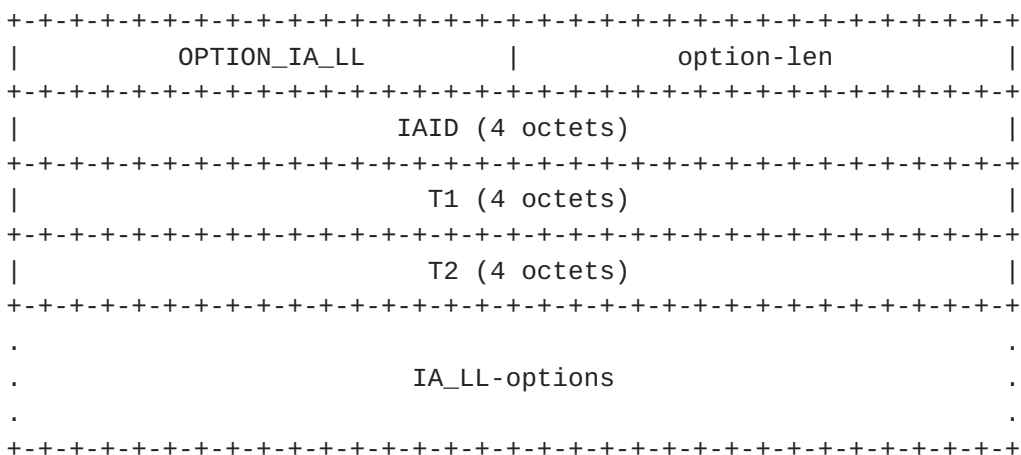 +-+-+-+-+-+-+-+-+-+-+-+-+-+-+-+-+-+-+-+-+-+-+-+-+-+-+-+-+-+-+-+-+
|          OPTION_IA_LL         |          option-len           |
+-+-+-+-+-+-+-+-+-+-+-+-+-+-+-+-+-+-+-+-+-+-+-+-+-+-+-+-+-+-+-+-+
|                        IAID (4 octets)                        |
+-+-+-+-+-+-+-+-+-+-+-+-+-+-+-+-+-+-+-+-+-+-+-+-+-+-+-+-+-+-+-+-+
|                          T1 (4 octets)                        |
+-+-+-+-+-+-+-+-+-+-+-+-+-+-+-+-+-+-+-+-+-+-+-+-+-+-+-+-+-+-+-+-+
|                          T2 (4 octets)                        |
+-+-+-+-+-+-+-+-+-+-+-+-+-+-+-+-+-+-+-+-+-+-+-+-+-+-+-+-+-+-+-+-+
.                                                               .
.                         IA_LL-options                         .
.                                                               .
+-+-+-+-+-+-+-+-+-+-+-+-+-+-+-+-+-+-+-+-+-+-+-+-+-+-+-+-+-+-+-+-+